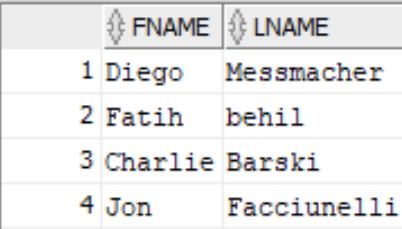 FNAME LNAME
1 Diego Messmacher
2 Fatih behil
3 Charlie Barski
4 Jon Facciunelli